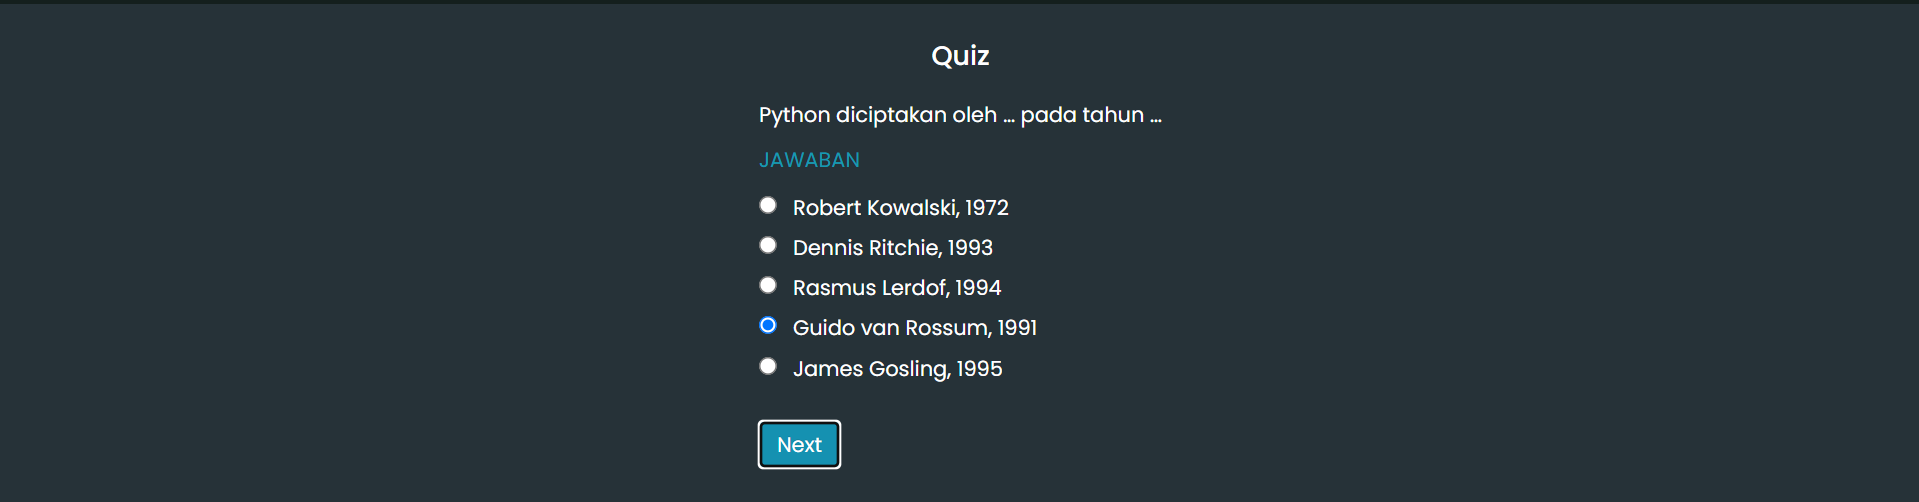 Quiz
Python diciptakan oleh ... pada tahun ...
JAWABAN
Robert Kowalski, 1972
Dennis Ritchie, 1993
Rasmus Lerdof, 1994
Guido van Rossum, 1991
James Gosling, 1995
Next